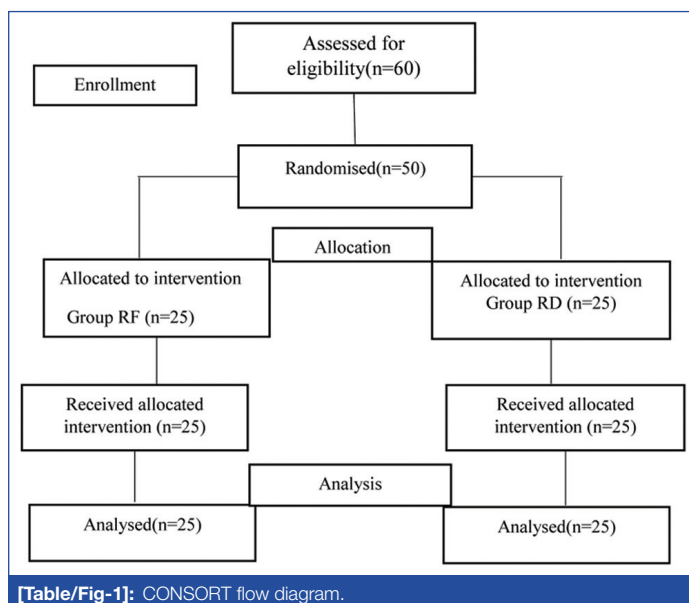 Assessed for
eligibility(n=60)
Enrollment
Randomised(n=50)
Allocation
Allocated to intervention
Group RF (n=25)
Allocated to intervention
Group RD (n=25)
Received allocated
intervention (n=25)
Received allocated
intervention (n=25)
Analysis
Analysed(n=25)
Analysed(n=25)
[Table/Fig-1]: CONSORT flow diagram.